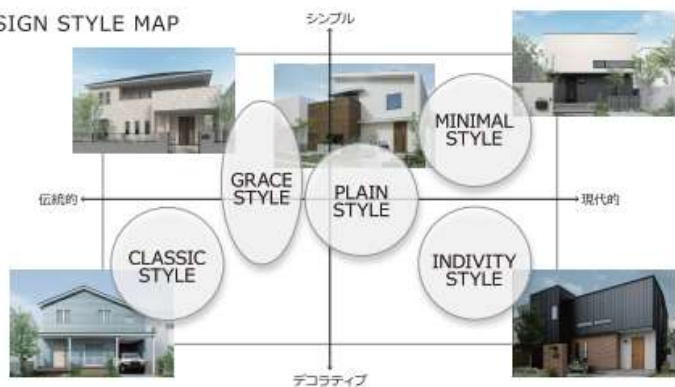 SIGN STYLE MAP
シンプル
MINIMAL
STYLE
GRACE
STYLE
PLAIN
STYLE
伝統的
現代的
CLASSIC
STYLE
INDIVITY
STYLE
デコラティブ